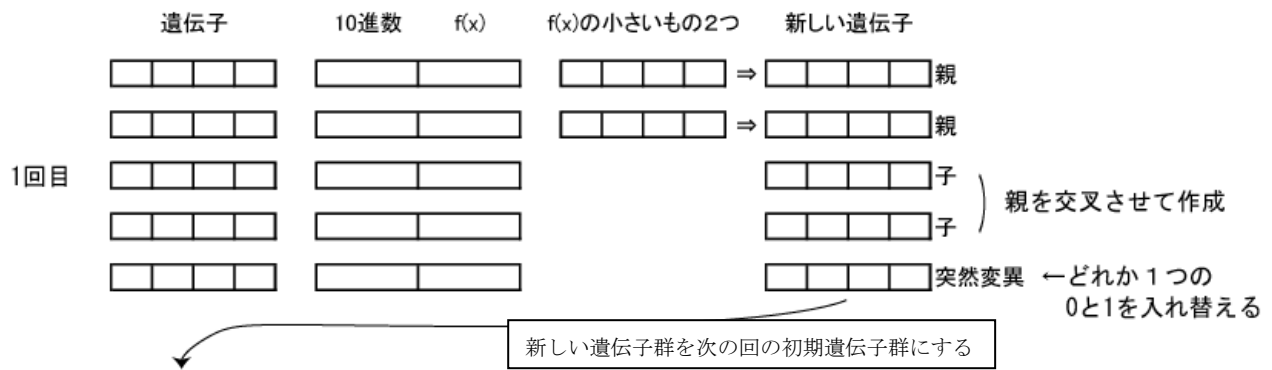 遺伝子 10進数 f(x) f(x)の小さいもの2つ 新しい遺伝子
⇒ 親
⇒ 親
1回目 子
親を交叉させて作成
子
突然変異 ←どれか1つの
0と1を入れ替える
新しい遺伝子群を次の回の初期遺伝子群にする